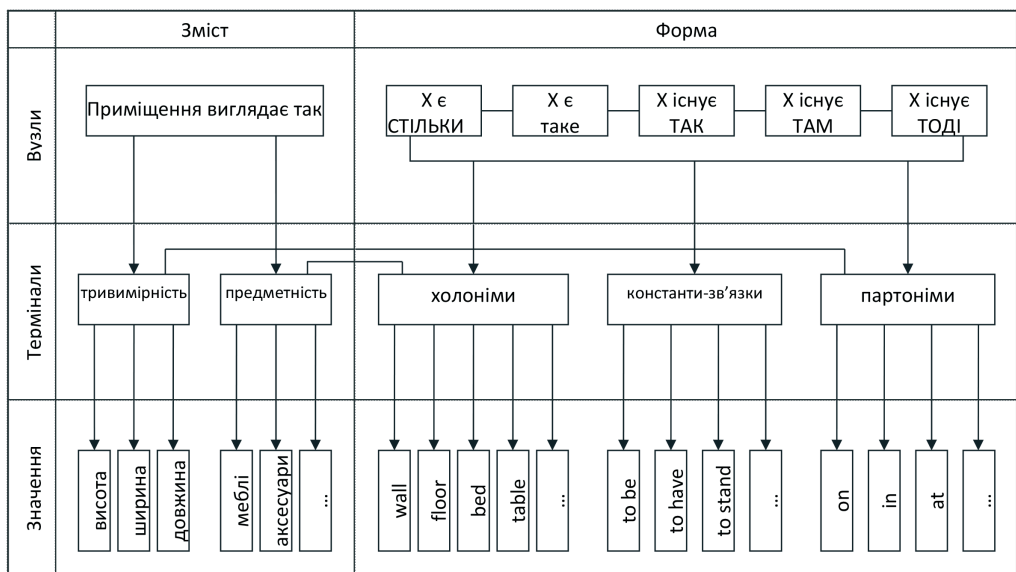 Зміст
Форма
Вузли
Приміщення виглядає так
Х є
СТІЛЬКИ
Х є
таке
Х існує
ТАК
Х існує
ТАМ
Х існує
ТОДІ
Термінали
тривимірність
предметність
холоніми
константи-зв’язки
партоніми
Значення
висота
ширина
довжина
меблі
аксесуари
...
wall
floor
bed
table
...
to be
to have
to stand
...
on
in
at
...